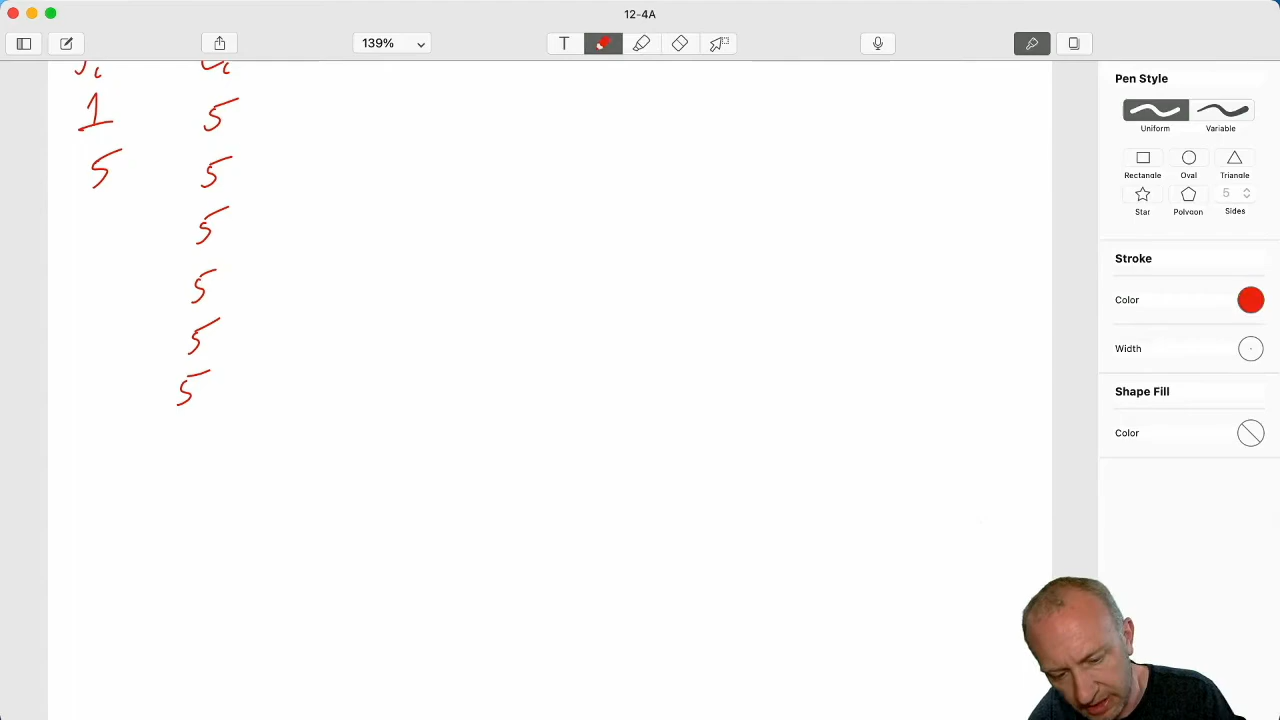 12-4A
139%
T
Pen Style
Uniform Variable
Rectangle Oval Triangle
5
Star Polygon Sides
Stroke
Color
Width
Shape Fill
Color
1 5
5 5
5
5
5
5